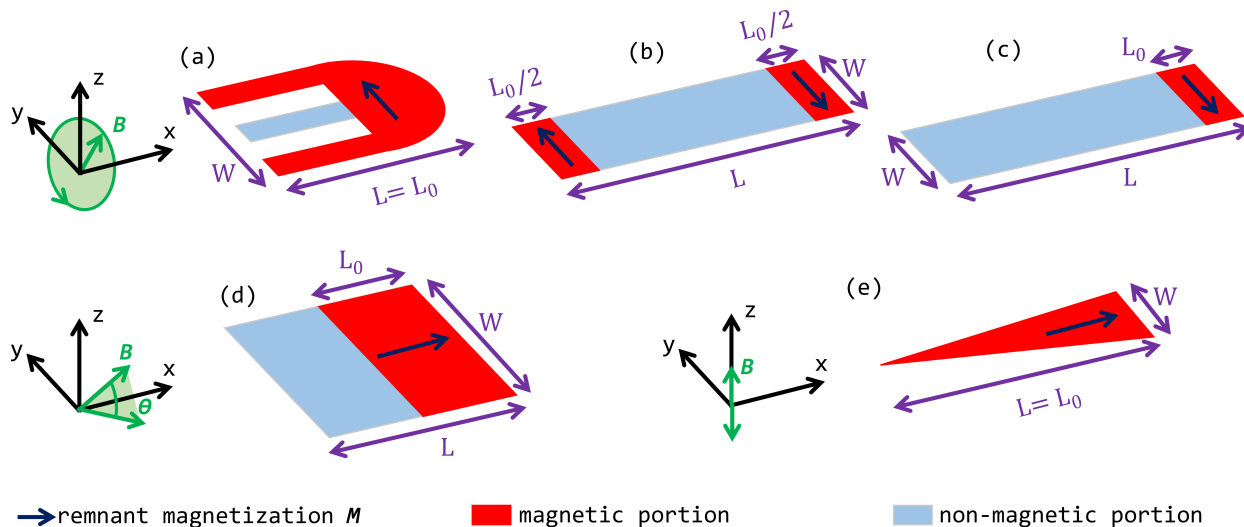 (a)
z
y
B
x
W
L= L₀
L₀/2
(b)
L₀/2
W
L
(c)
L₀
W
L
z
y
B
x
θ
(d)
L₀
W
L
z
y
B
x
(e)
W
L= L₀
remnant magnetization M
magnetic portion
non-magnetic portion